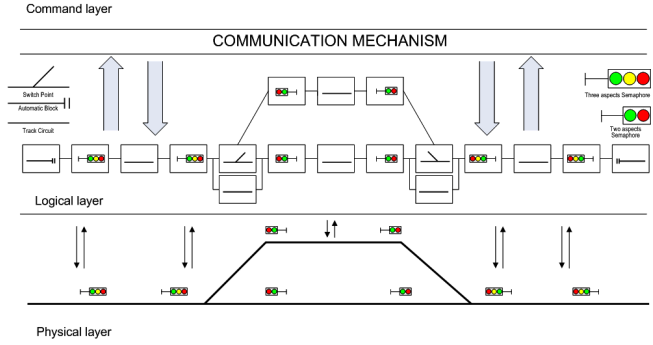 Command layer
COMMUNICATION MECHANISM
Switch Point
Automatic Block
Track Circuit
Three aspects Semaphore
Two aspects
Semaphore
Logical layer
Physical layer